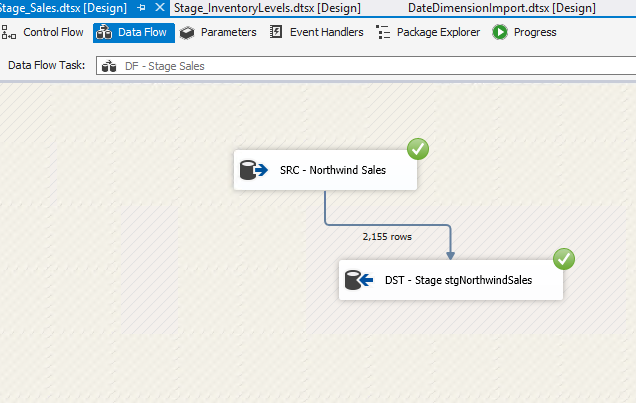 Stage_Sales.dtsx [Design] Stage_InventoryLevels.dtsx [Design] DateDimensionImport.dtsx [Design]
Control Flow Data Flow Parameters Event Handlers Package Explorer Progress
Data Flow Task: DF - Stage Sales
SRC - Northwind Sales
2,155 rows
DST - Stage stgNorthwindSales